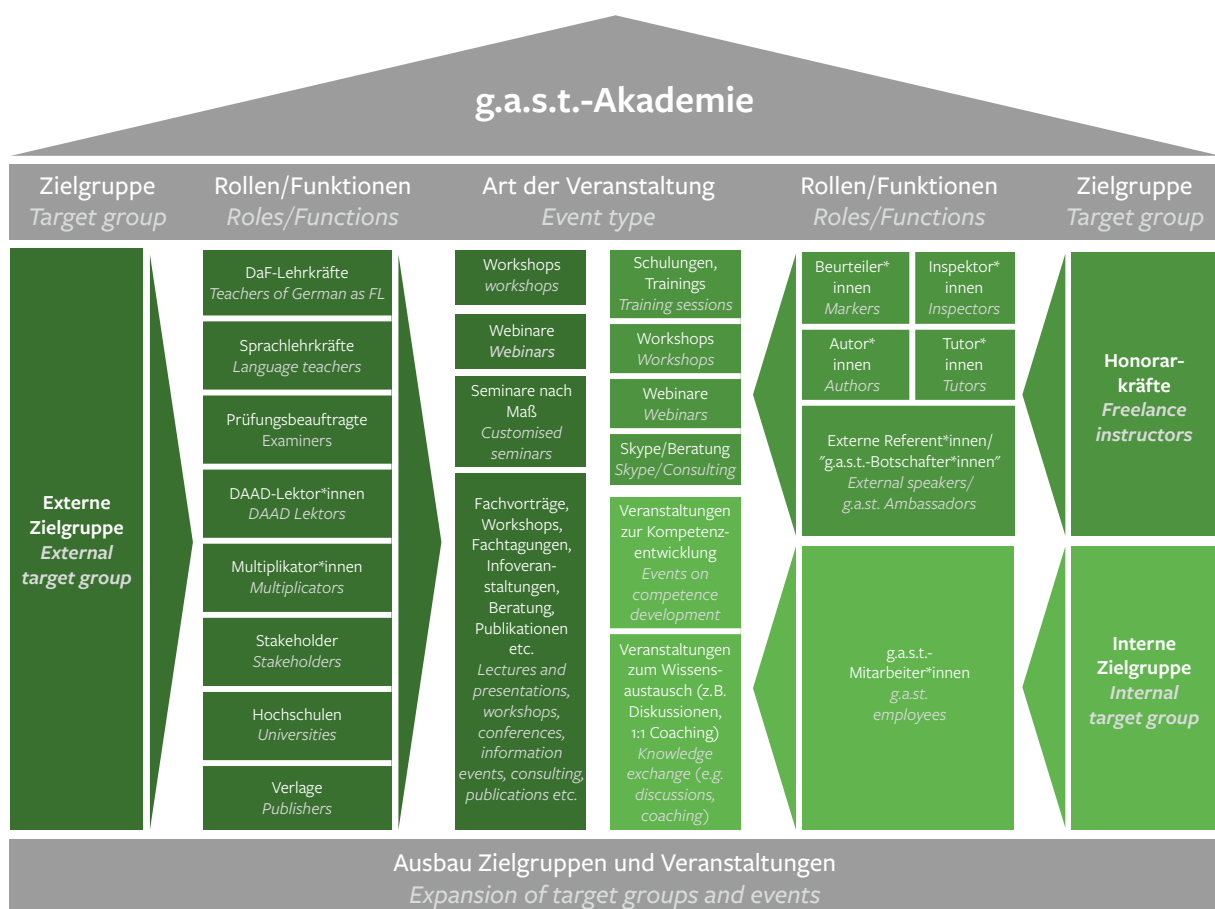 g.a.s.t.-Akademie
Zielgruppe
Target group
Rollen/Funktionen
Roles/Functions
Art der Veranstaltung
Event type
Rollen/Funktionen
Roles/Functions
Zielgruppe
Target group
Externe
Zielgruppe
External
target group
DaF-Lehrkräfte
Teachers of German as FL
Sprachlehrkräfte
Language teachers
Prüfungsbeauftragte
Examiners
DAAD-Lektor*innen
DAAD Lektors
Multiplikator*innen
Multiplicators
Stakeholder
Stakeholders
Hochschulen
Universities
Verlage
Publishers
Workshops
workshops
Webinare
Webinars
Seminare nach
Maß
Customised
seminars
Fachvorträge,
Workshops,
Fachtagungen,
Infoveran-
staltungen,
Beratung,
Publikationen
etc.
Lectures and
presentations,
workshops,
conferences,
information
events, consulting,
publications etc.
Schulungen,
Trainings
Training sessions
Workshops
Workshops
Webinare
Webinars
Skype/Beratung
Skype/Consulting
Veranstaltungen
zur Kompetenz-
entwicklung
Events on
competence
development
Veranstaltungen
zum Wissens-
austausch (z.B.
Diskussionen,
1:1 Coaching)
Knowledge
exchange (e.g.
discussions,
coaching)
Beurteiler*
innen
Markers
Inspektor*
innen
Inspectors
Autor*
innen
Authors
Tutor*
innen
Tutors
Externe Referent*innen/
"g.a.s.t.-Botschafter*innen"
External speakers/
g.a.st. Ambassadors
g.a.s.t.-
Mitarbeiter*innen
g.a.st.
employees
Honorar-
kräfte
Freelance
instructors
Interne
Zielgruppe
Internal
target group
Ausbau Zielgruppen und Veranstaltungen
Expansion of target groups and events